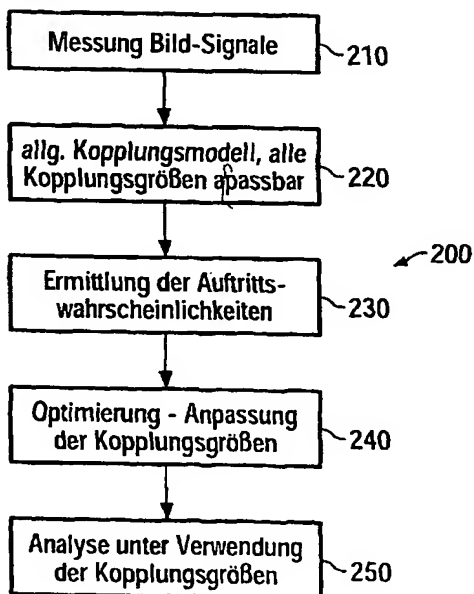 Messung Bild-Signale
210
allg. Kopplungsmodell, alle
Kopplungsgrößen apassbar
220
200
Ermittlung der Auftritts-
wahrscheinlichkeiten
230
Optimierung - Anpassung
der Kopplungsgrößen
240
Analyse unter Verwendung
der Kopplungsgrößen
250